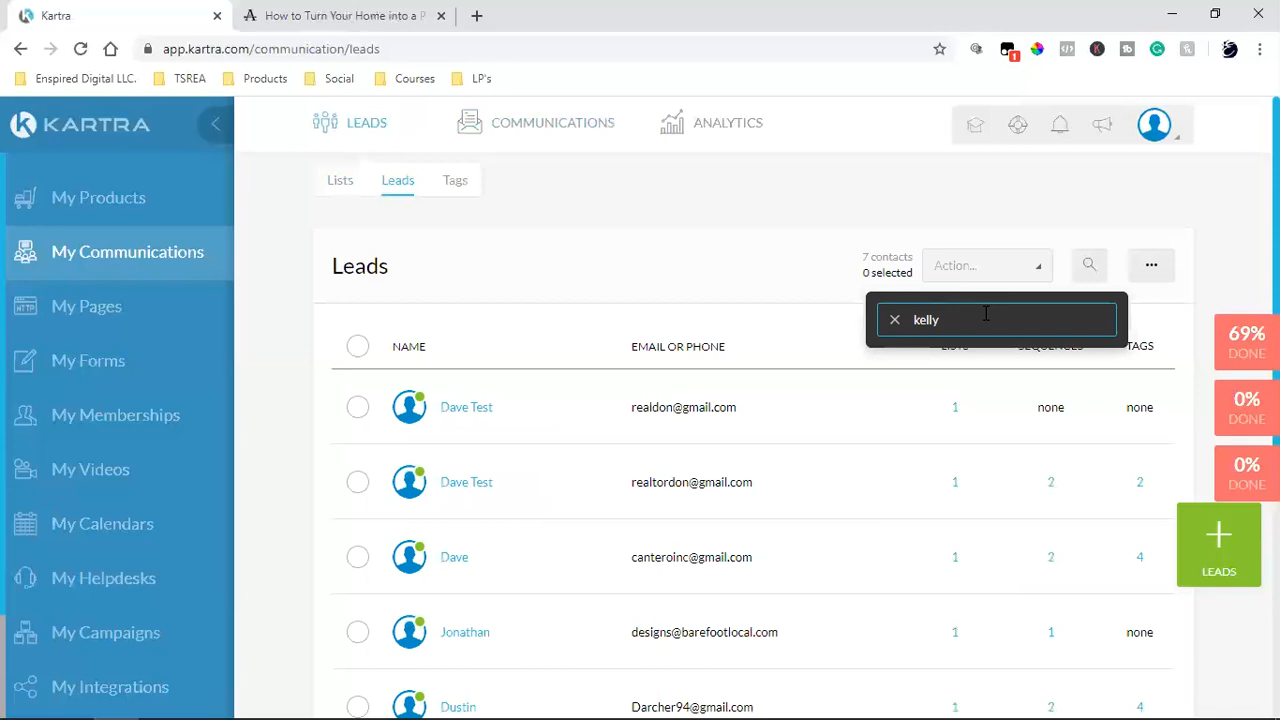 Kartra
How to Turn Your Home into a P
app.kartra.com/communication/leads
1
Enspired Digital LLC.
TSREA
Products
Social
Courses
LP's
KARTRA
LEADS
COMMUNICATIONS
ANALYTICS
My Products
My Communications
My Pages
My Forms
My Memberships
My Videos
My Calendars
My Helpdesks
My Campaigns
My Integrations
Lists
Leads
Tags
Leads
7 contacts
0 selected
Action...
kelly
NAME
EMAIL OR PHONE
LISTS
SEQUENCES
TAGS
Dave Test realdon@gmail.com 1 none none
Dave Test realtordon@gmail.com 1 2 2
Dave canteroinc@gmail.com 1 2 4
Jonathan designs@barefootlocal.com 1 1 none
Dustin Darcher94@gmail.com 1 2 4
69%
DONE
0%
DONE
0%
DONE
LEADS